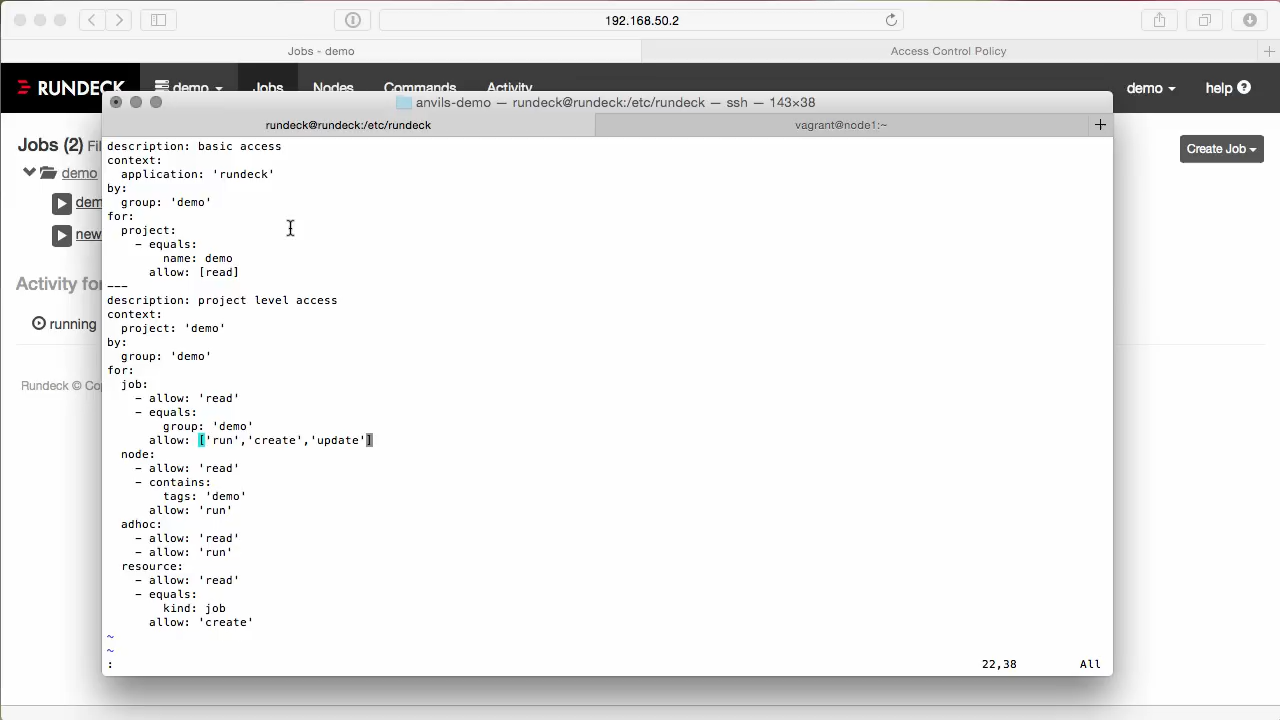 192.168.50.2
Jobs - demo
Access Control Policy
RUNDECK
demo
Jobs
Nodes
Commands
Activity
demo
help
anvils-demo — rundeck@rundeck:/etc/rundeck — ssh — 143×38
rundeck@rundeck:/etc/rundeck
vagrant@node1:~
Jobs (2)
Create Job
demo
Activity for
running
Rundeck ©
description: basic access
context:
  application: 'rundeck'
by:
  group: 'demo'
for:
  project:
    - equals:
        name: demo
      allow: [read]
---
description: project level access
context:
  project: 'demo'
by:
  group: 'demo'
for:
  job:
    - allow: 'read'
    - equals:
        group: 'demo'
      allow: ['run','create','update']
  node:
    - allow: 'read'
    - contains:
        tags: 'demo'
      allow: 'run'
  adhoc:
    - allow: 'read'
    - allow: 'run'
  resource:
    - allow: 'read'
    - equals:
        kind: job
      allow: 'create'
~
~
:
22,38
All